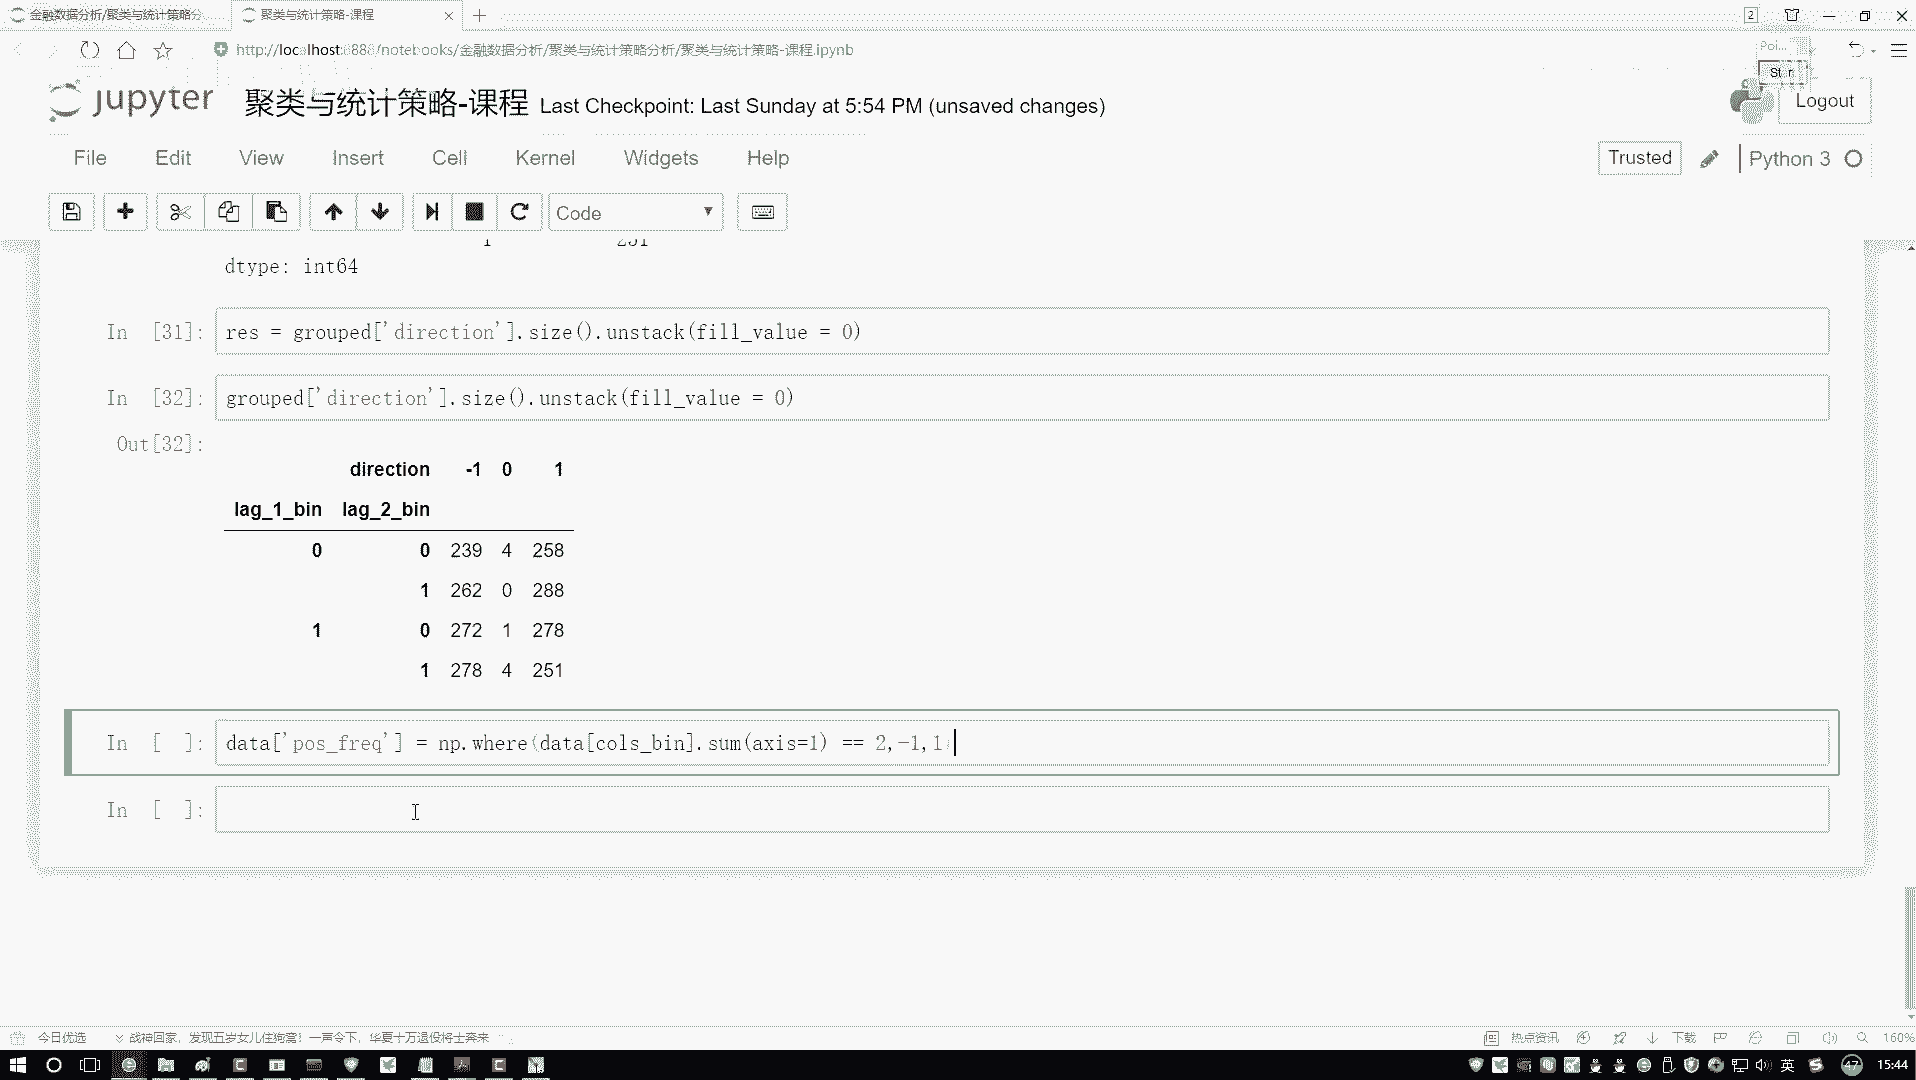 金融数据分析/聚类与统计策略分
聚类与统计策略-课程
2
http://localhost:8888/notebooks/金融数据分析/聚类与统计策略分析/聚类与统计策略-课程.ipynb
Poi...
jupyter
聚类与统计策略-课程
Last Checkpoint: Last Sunday at 5:54 PM (unsaved changes)
Logout
File Edit View Insert Cell Kernel Widgets Help
Trusted
Python 3
Code
dtype: int64
In [31]: res = grouped['direction'].size().unstack(fill_value = 0)
In [32]: grouped['direction'].size().unstack(fill_value = 0)
Out[32]:
direction -1 0 1
lag_1_bin lag_2_bin
0 0 239 4 258
1 262 0 288
1 0 272 1 278
1 278 4 251
In [ ]: data['pos_freq'] = np.where(data[cols_bin].sum(axis=1) == 2,-1,1)
In [ ]:
今日优选
战神回家，发现五岁女儿住狗窝！一声令下，华夏十万退役将士奔来
热点资讯
下载
160%
英
47
15:44